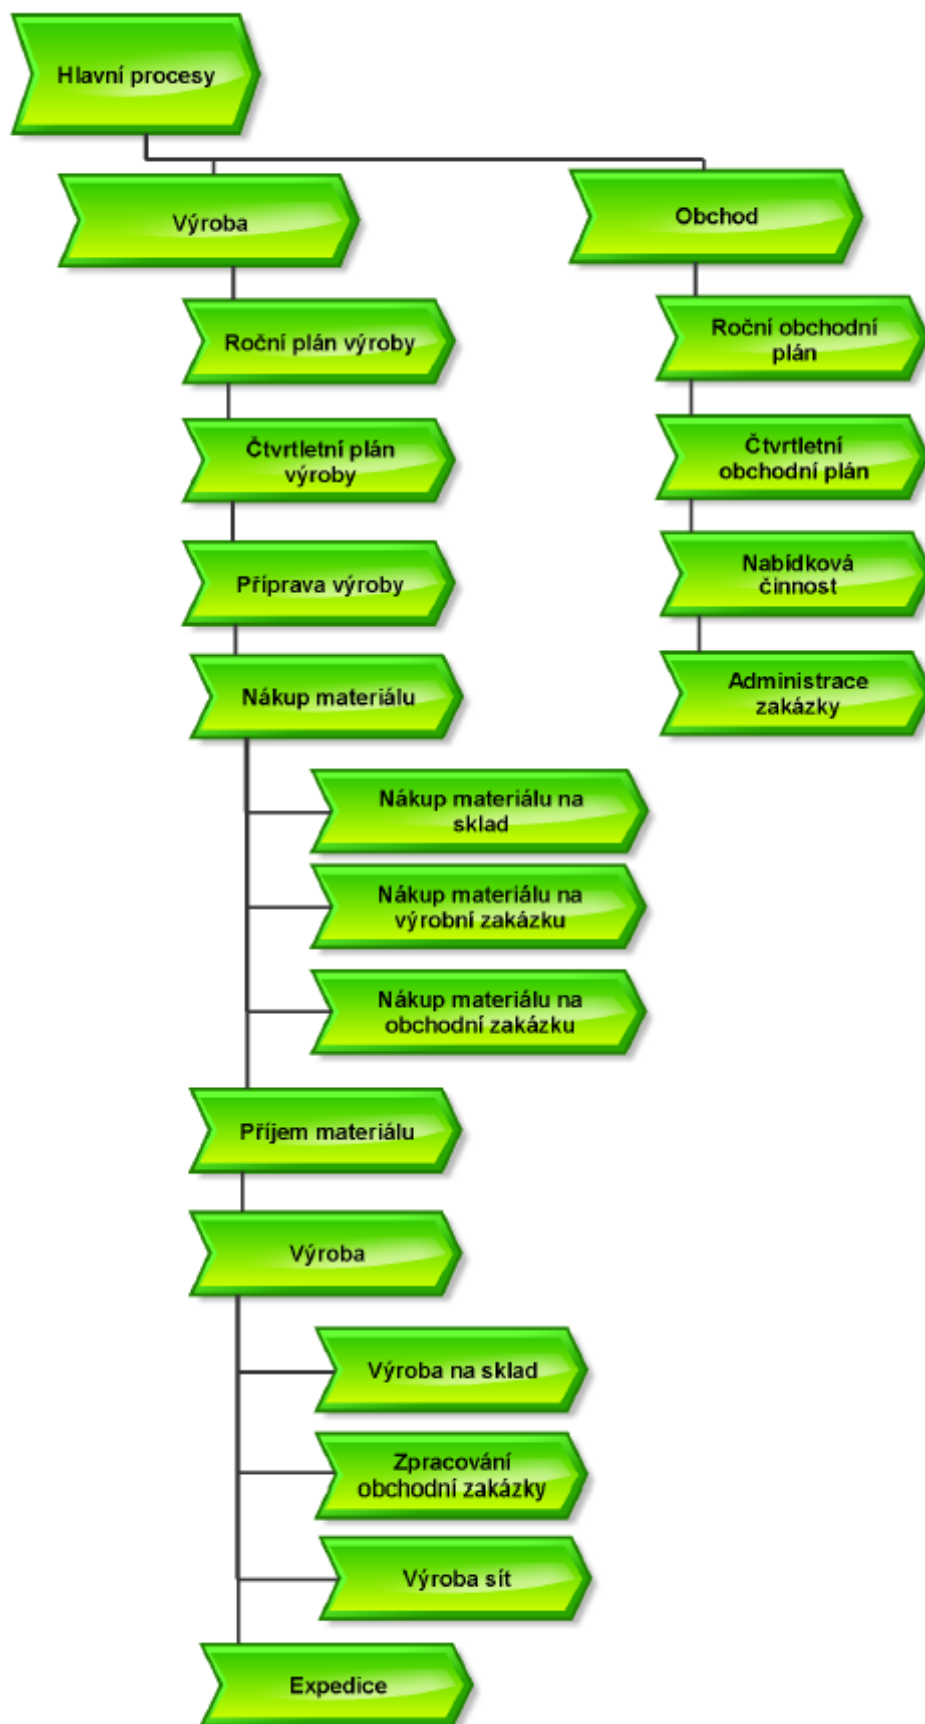 Hlavní procesy
Výroba
Roční plán výroby
Čtvrtletní plán
výroby
Příprava výroby
Nákup materiálu
Nákup materiálu na
sklad
Nákup materiálu na
výrobní zakázku
Nákup materiálu na
obchodní zakázku
Příjem materiálu
Výroba
Výroba na sklad
Zpracování
obchodní zakázky
Výroba sít
Expedice
Obchod
Roční obchodní
plán
Čtvrtletní
obchodní plán
Nabídková
činnost
Administrace
zakázky